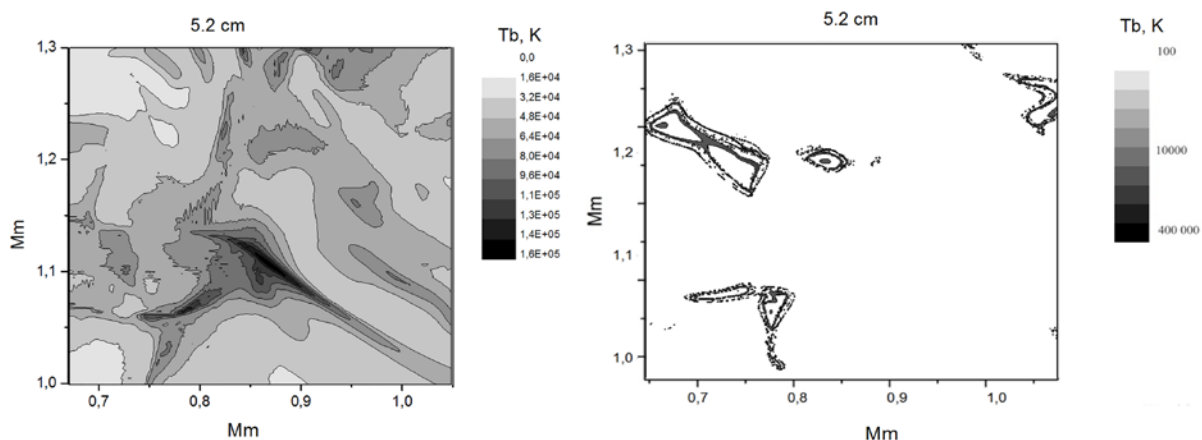 5.2 cm
Tb, K
0,0
1,6E+04
3,2E+04
4,8E+04
6,4E+04
8,0E+04
9,6E+04
1,1E+05
1,3E+05
1,4E+05
1,6E+05
1,3
1,2
1,1
1,0
Mm
0,7
0,8
0,9
1,0
Mm
5.2 cm
Tb, K
100
10000
400 000
1,3
1,2
1,1
1,0
Mm
0,7
0,8
0,9
1,0
Mm